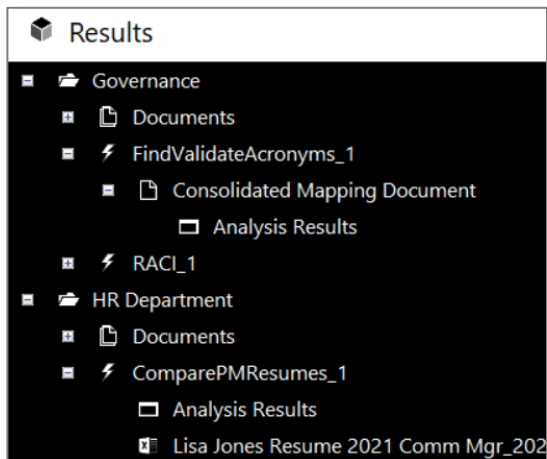 Results
Governance
Documents
FindValidateAcronyms_1
Consolidated Mapping Document
Analysis Results
RACI_1
HR Department
Documents
ComparePMResumes_1
Analysis Results
Lisa Jones Resume 2021 Comm Mgr_202